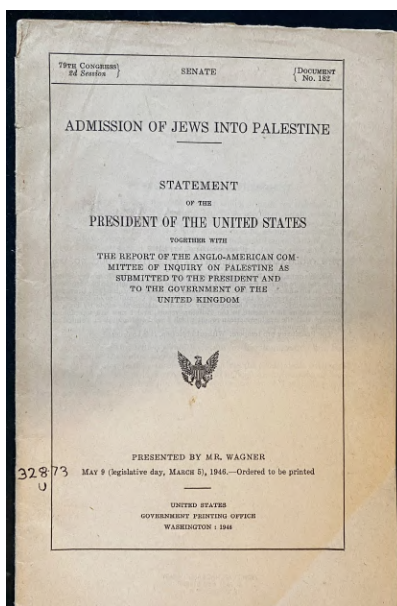 79TH CONGRESS
2d Session
SENATE
DOCUMENT
No. 182
ADMISSION OF JEWS INTO PALESTINE
STATEMENT
OF THE
PRESIDENT OF THE UNITED STATES
TOGETHER WITH
THE REPORT OF THE ANGLO-AMERICAN COM-
MITTEE OF INQUIRY ON PALESTINE AS
SUBMITTED TO THE PRESIDENT AND
TO THE GOVERNMENT OF THE
UNITED KINGDOM
PRESENTED BY MR. WAGNER
MAY 9 (legislative day, MARCH 5), 1946.—Ordered to be printed
32873
U
UNITED STATES
GOVERNMENT PRINTING OFFICE
WASHINGTON : 1946